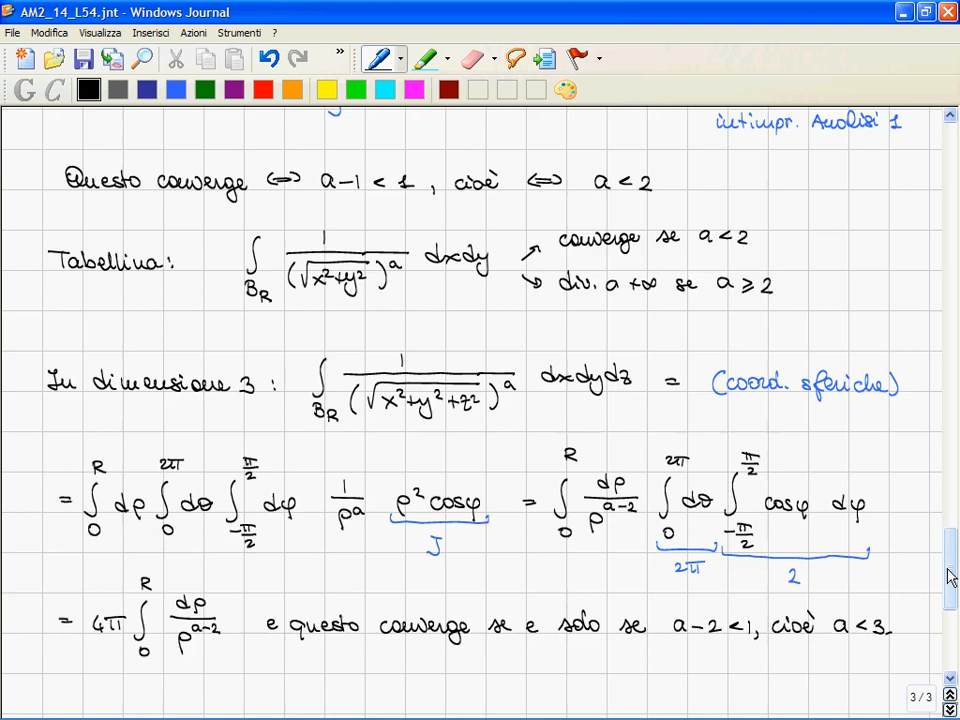 AM2_14_L54.jnt - Windows Journal
File Modifica Visualizza Inserisci Azioni Strumenti ?
int impr. Analisi 1
Questo converge ⟺ a-1 < 1, cioè ⟺ a < 2
Tabellina: ∫_{B_R} 1/(√(x²+y²))^a dxdy ↗ converge se a < 2
↘ div. a +∞ se a ⩾ 2
In dimensione 3: ∫_{B_R} 1/(√(x²+y²+z²))^a dxdydz = (coord. sferiche)
= ∫_0^R dρ ∫_0^{2π} dθ ∫_{-π/2}^{π/2} dφ 1/ρ^a ρ² cosφ = ∫_0^R dρ/ρ^{a-2} ∫_0^{2π} dθ ∫_{-π/2}^{π/2} cosφ dφ
J 2π 2
= 4π ∫_0^R dρ/ρ^{a-2} e questo converge se e solo se a-2 < 1, cioè a < 3.
3 / 3